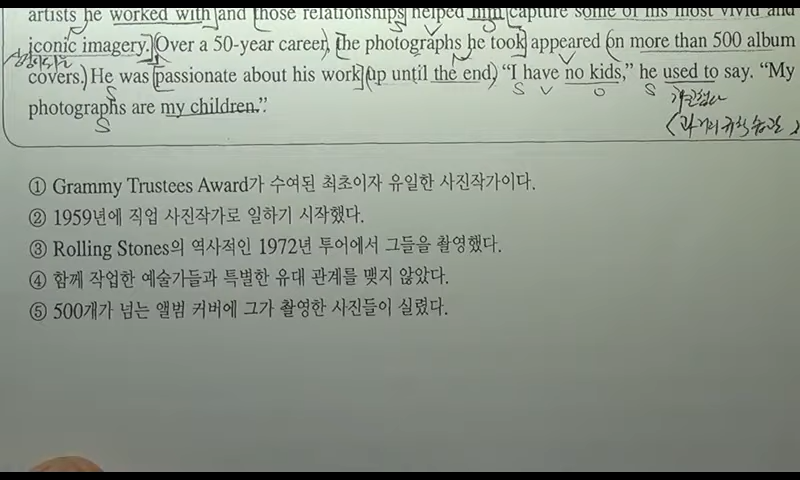 artists he worked with and those relationships helped him capture some of his most vivid and
iconic imagery. Over a 50-year career, the photographs he took appeared on more than 500 album
covers. He was passionate about his work up until the end. “I have no kids,” he used to say. “My
photographs are my children.”
S S S V O S
① Grammy Trustees Award가 수여된 최초이자 유일한 사진작가이다.
② 1959년에 직업 사진작가로 일하기 시작했다.
③ Rolling Stones의 역사적인 1972년 투어에서 그들을 촬영했다.
④ 함께 작업한 예술가들과 특별한 유대 관계를 맺지 않았다.
⑤ 500개가 넘는 앨범 커버에 그가 촬영한 사진들이 실렸다.